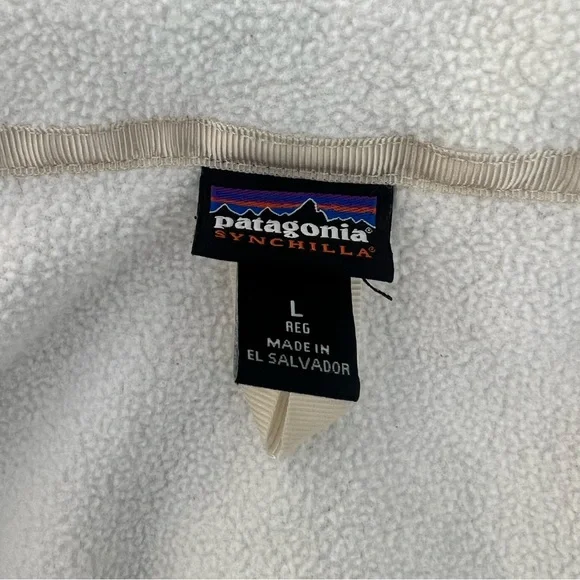 patagonia®
SYNCHILLA®
L
REG
MADE IN
EL SALVADOR